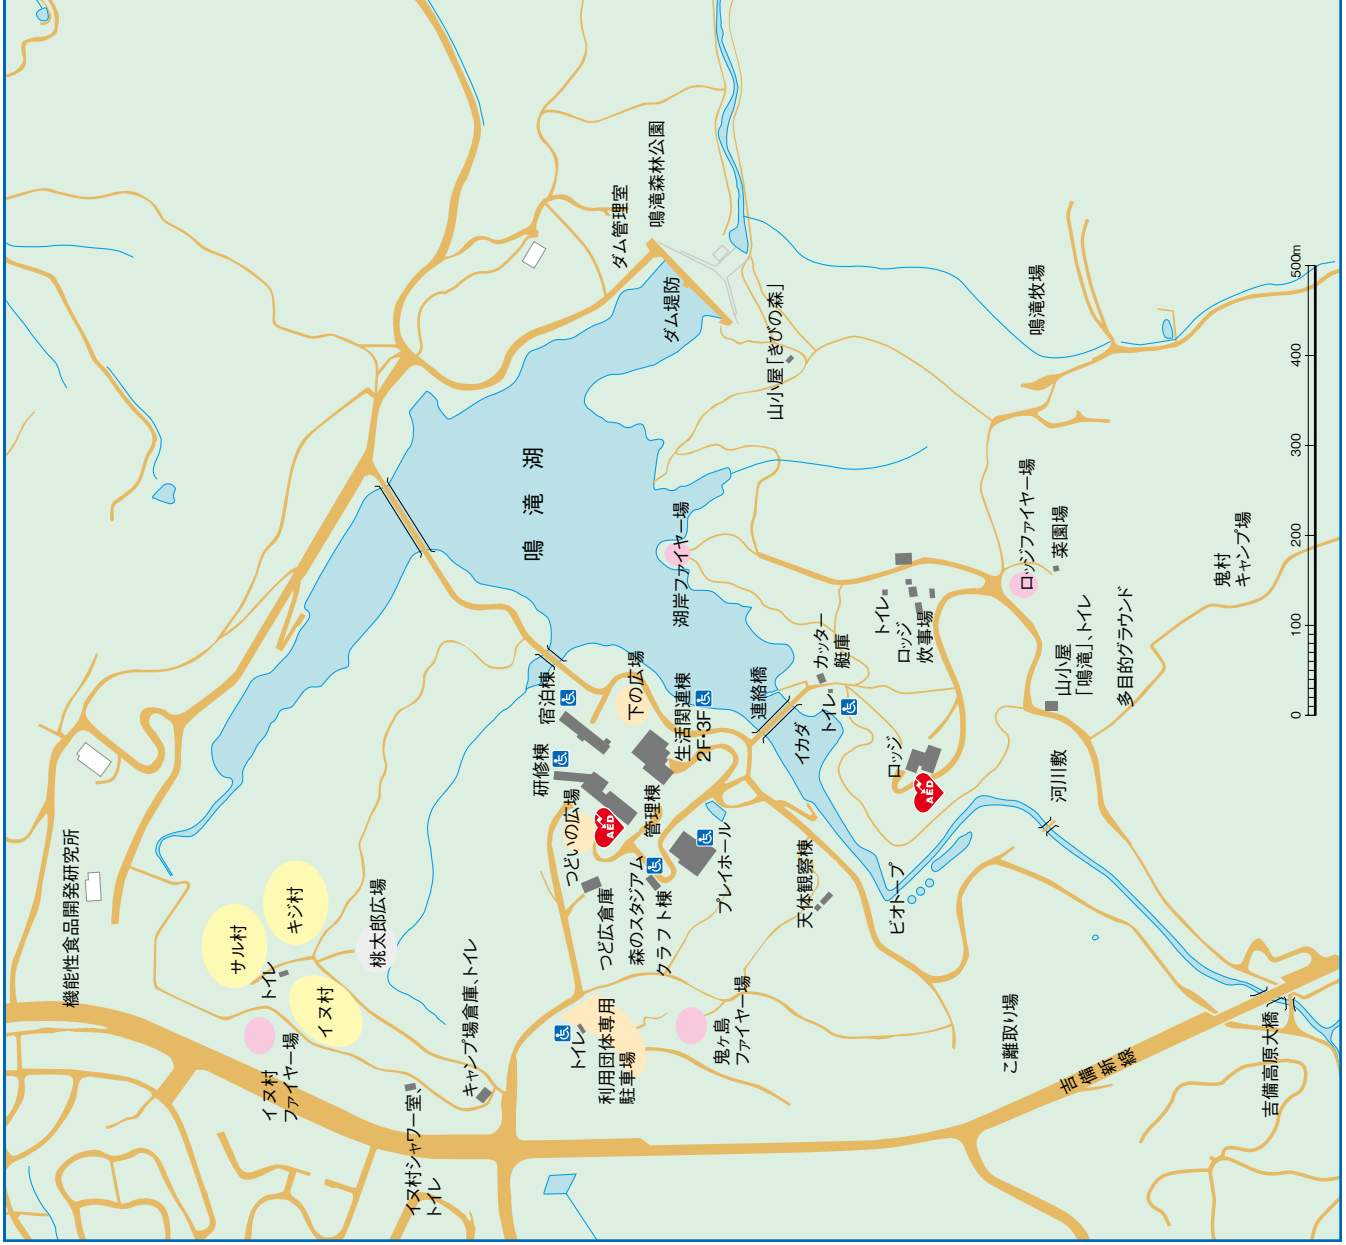 機能性食品開発研究所
サル村
キジ村
トイレ
イヌ村
桃太郎広場
イヌ村
ファイヤー場
イヌ村シャワー室、
トイレ
キャンプ場倉庫、トイレ
鳴滝湖
ダム管理室
鳴滝森林公園
ダム堤防
山小屋「きびの森」
鳴滝牧場
湖岸ファイヤー場
宿泊棟
研修棟
下の広場
生活関連棟
2F・3F
つどいの広場
AED
管理棟
つど広倉庫
森のスタジアム
クラフト棟
プレイホール
トイレ
利用団体専用
駐車場
鬼ヶ島
ファイヤー場
連絡橋
イカダ
カッター
艇庫
トイレ
トイレ
ロッジ
炊事場
ロッジ
AED
天体観察棟
ビオトープ
ロッジファイヤー場
菜園場
山小屋
「鳴滝」、トイレ
多目的グラウンド
鬼村
キャンプ場
河川敷
こ離取り場
吉備新線
吉備高原大橋
0 100 200 300 400 500m